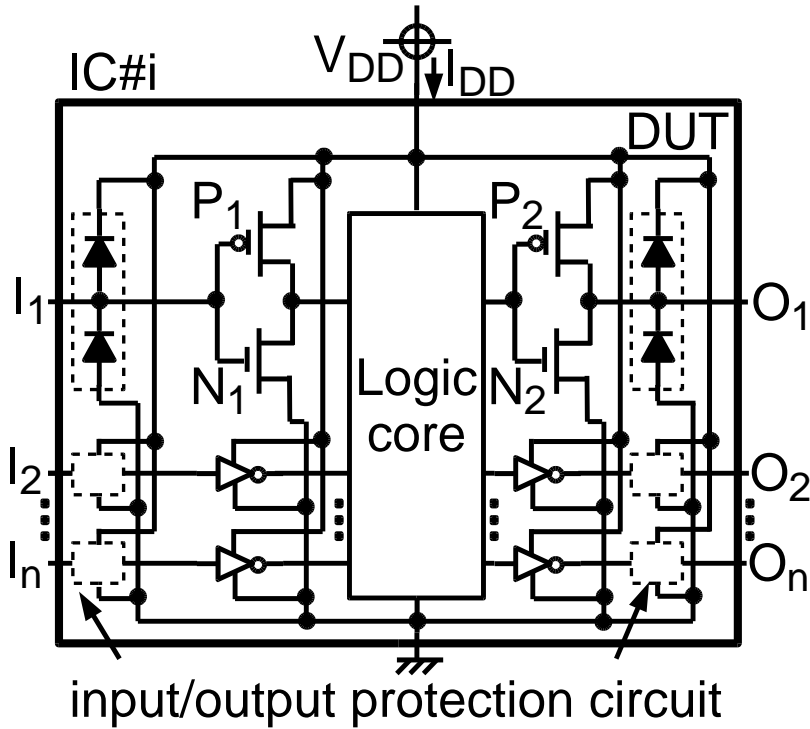 V_DD I_DD
IC#i
DUT
P_1
P_2
I_1
O_1
N_1
N_2
Logic
core
I_2
O_2
I_n
O_n
input/output protection circuit